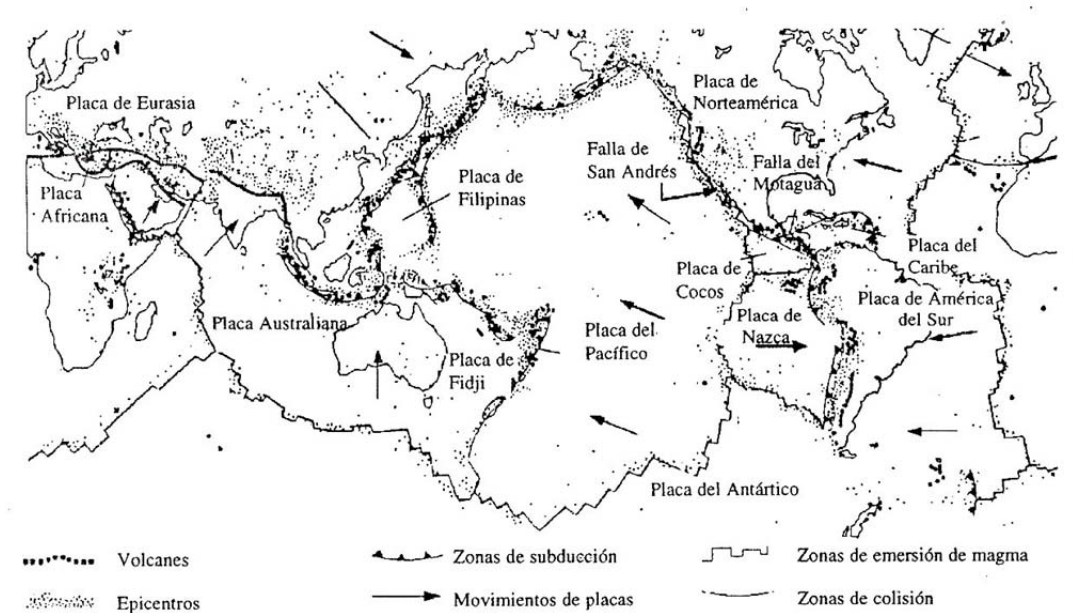 Placa de Eurasia
Placa
Africana
Placa Australiana
Placa de
Filipinas
Placa de
Fidji
Placa del
Pacífico
Placa de
Norteamérica
Falla de
San Andrés
Falla del
Motagua
Placa de
Cocos
Placa de
Nazca
Placa del
Caribe
Placa de América
del Sur
Placa del Antártico
Volcanes
Zonas de subducción
Zonas de emersión de magma
Epicentros
Movimientos de placas
Zonas de colisión